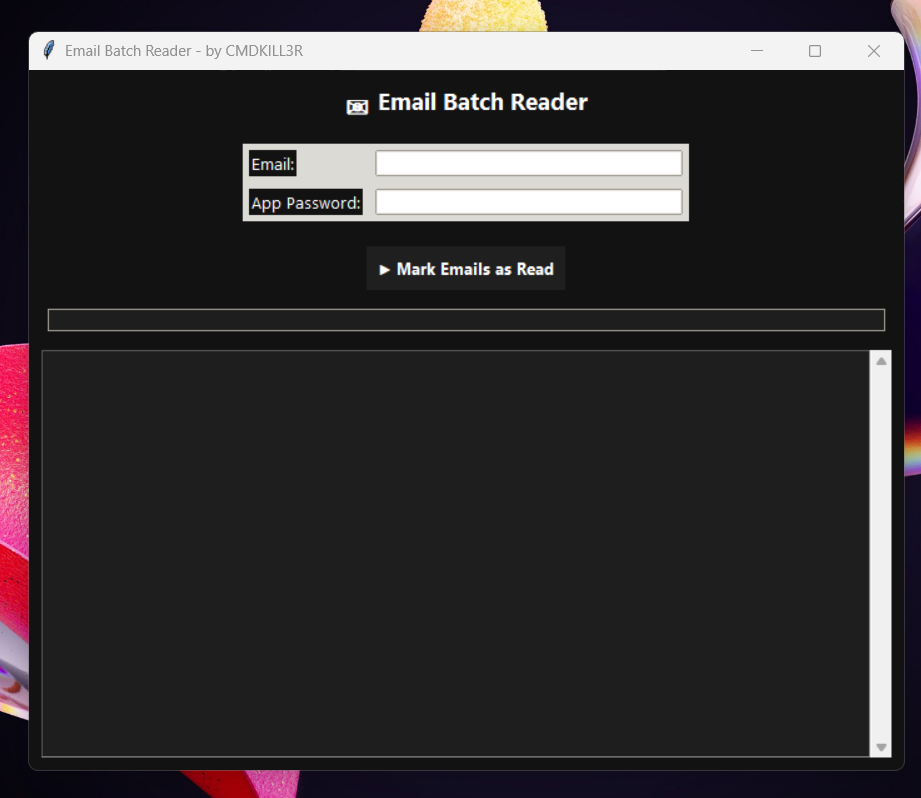 Email Batch Reader - by CMDKILL3R
Email Batch Reader
Email:
App Password:
► Mark Emails as Read